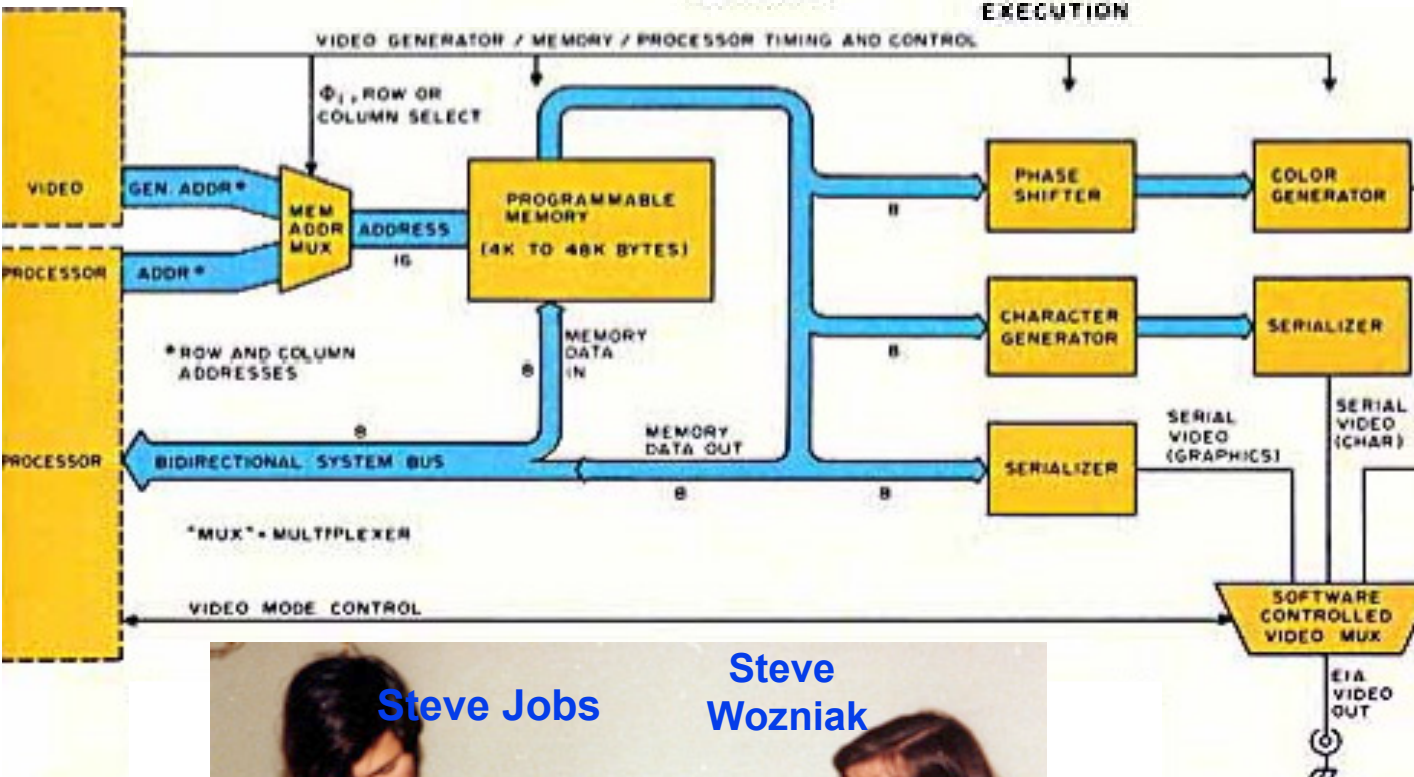 EXECUTION
VIDEO GENERATOR / MEMORY / PROCESSOR TIMING AND CONTROL
Φ₁, ROW OR
COLUMN SELECT
VIDEO
GEN. ADDR*
MEM
ADDR
MUX
ADDRESS
16
PROGRAMMABLE
MEMORY
(4K TO 48K BYTES)
PHASE
SHIFTER
COLOR
GENERATOR
8
PROCESSOR
ADDR*
CHARACTER
GENERATOR
SERIALIZER
8
*ROW AND COLUMN
ADDRESSES
MEMORY
DATA
IN
8
SERIAL
VIDEO
(CHAR)
SERIAL
VIDEO
(GRAPHICS)
8
MEMORY
DATA OUT
PROCESSOR
BIDIRECTIONAL SYSTEM BUS
SERIALIZER
8
8
"MUX" = MULTIPLEXER
VIDEO MODE CONTROL
SOFTWARE
CONTROLLED
VIDEO MUX
EIA
VIDEO
OUT
Steve Jobs
Steve
Wozniak